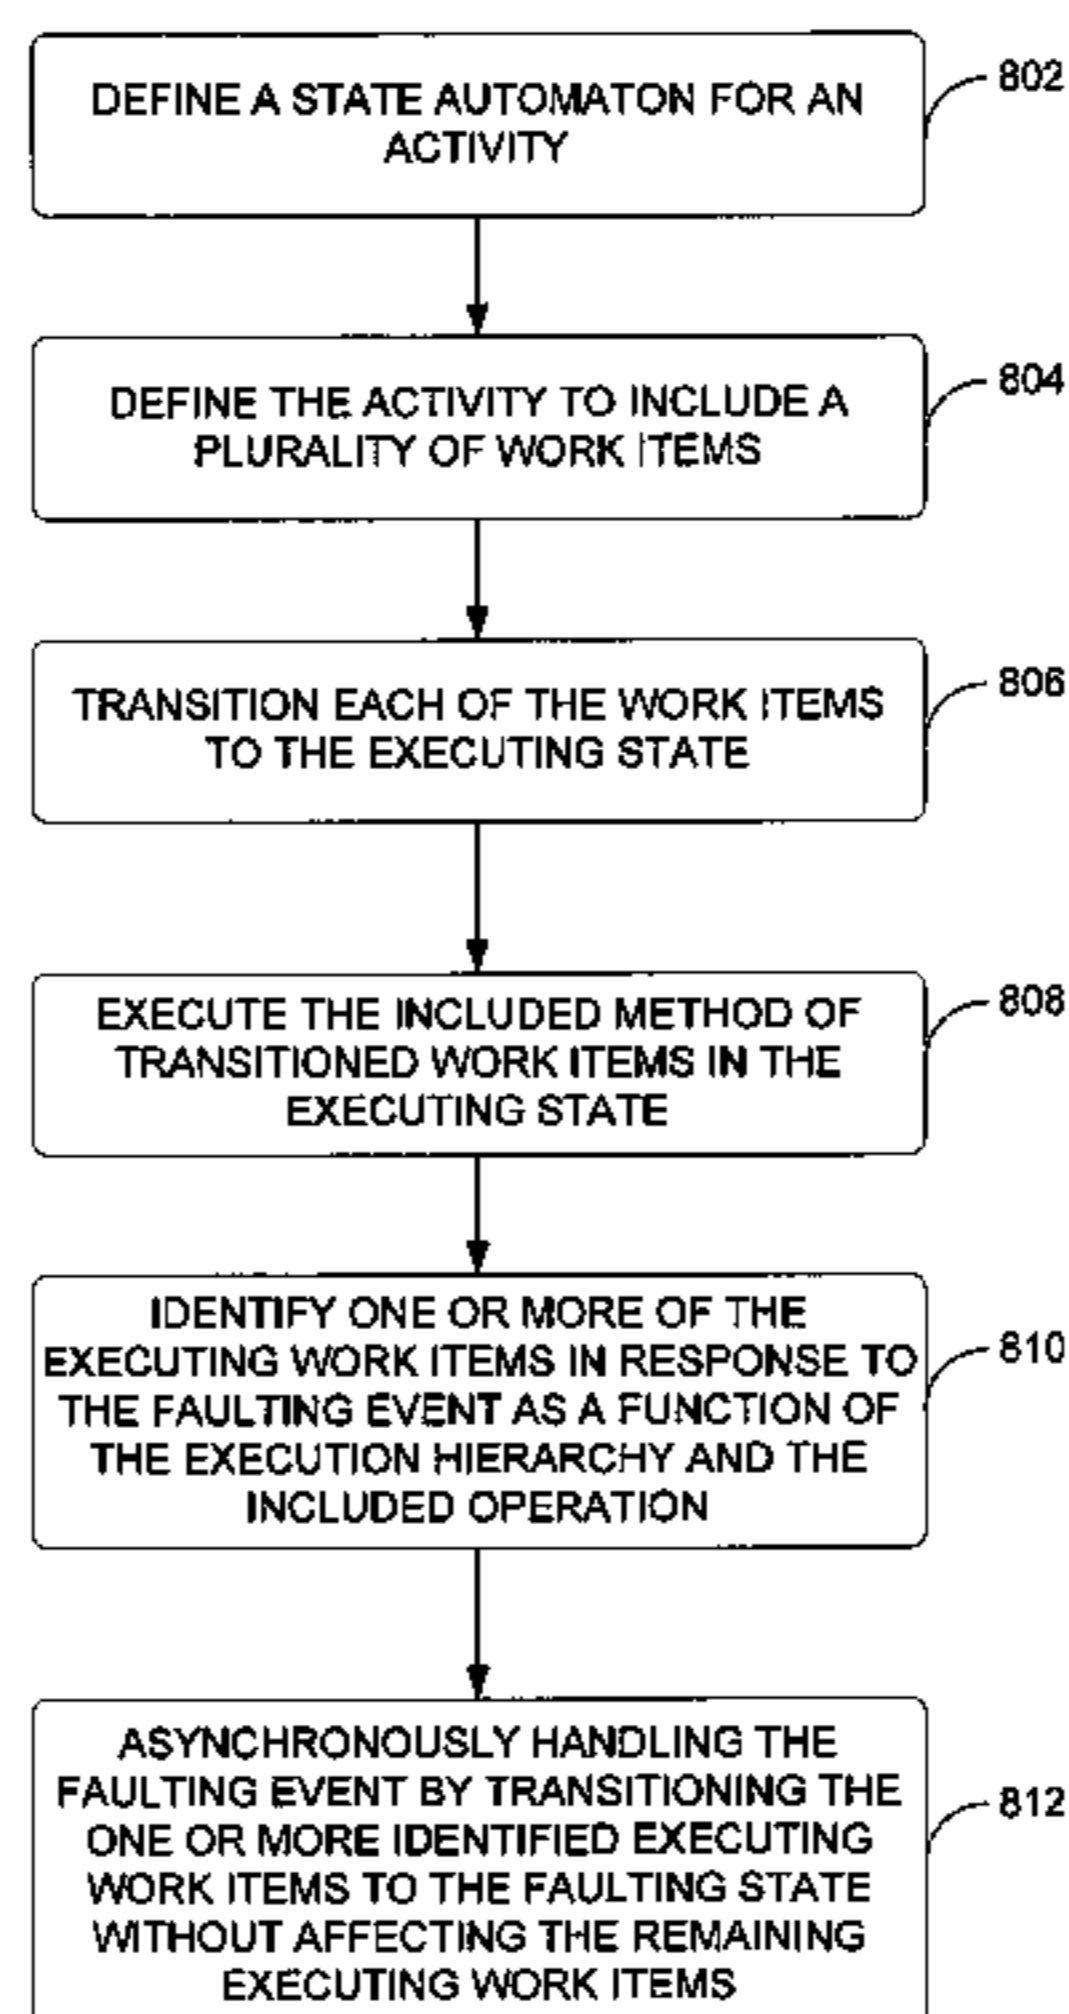 DEFINE A STATE AUTOMATON FOR AN
ACTIVITY
802
DEFINE THE ACTIVITY TO INCLUDE A
PLURALITY OF WORK ITEMS
804
TRANSITION EACH OF THE WORK ITEMS
TO THE EXECUTING STATE
806
EXECUTE THE INCLUDED METHOD OF
TRANSITIONED WORK ITEMS IN THE
EXECUTING STATE
808
IDENTIFY ONE OR MORE OF THE
EXECUTING WORK ITEMS IN RESPONSE TO
THE FAULTING EVENT AS A FUNCTION OF
THE EXECUTION HIERARCHY AND THE
INCLUDED OPERATION
810
ASYNCHRONOUSLY HANDLING THE
FAULTING EVENT BY TRANSITIONING THE
ONE OR MORE IDENTIFIED EXECUTING
WORK ITEMS TO THE FAULTING STATE
WITHOUT AFFECTING THE REMAINING
EXECUTING WORK ITEMS
812